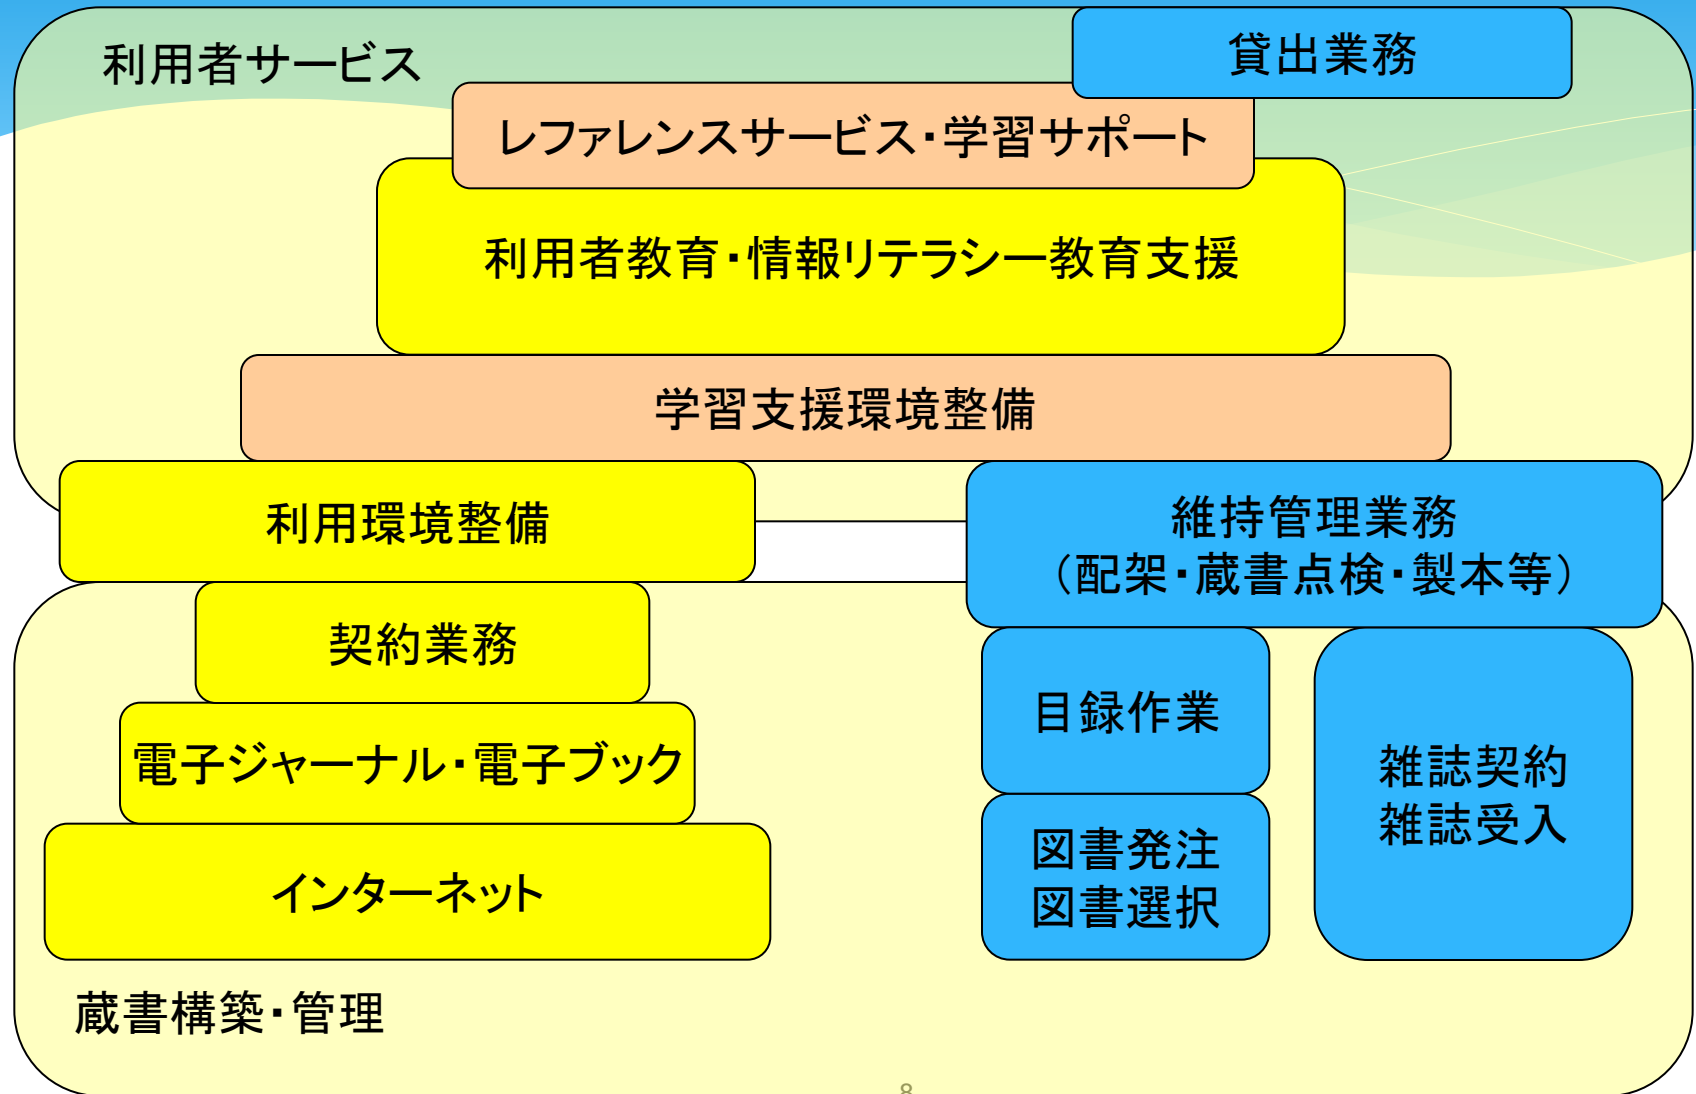 利用者サービス
貸出業務
レファレンスサービス・学習サポート
利用者教育・情報リテラシー教育支援
学習支援環境整備
利用環境整備
維持管理業務
（配架・蔵書点検・製本等）
契約業務
電子ジャーナル・電子ブック
インターネット
目録作業
図書発注
図書選択
雑誌契約
雑誌受入
蔵書構築・管理
8